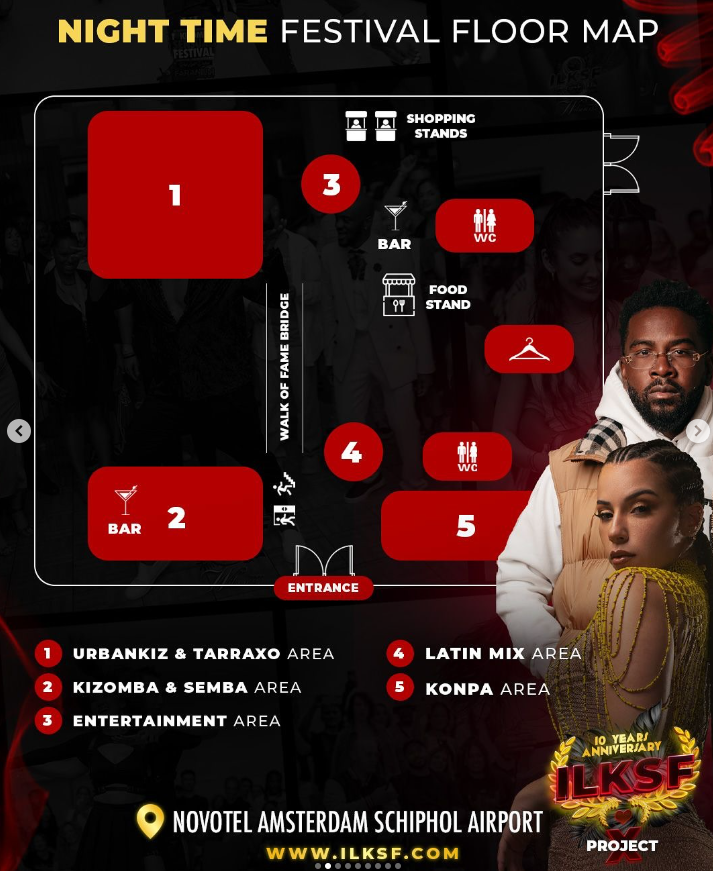 NIGHT TIME FESTIVAL FLOOR MAP
1
SHOPPING
STANDS
3
BAR
WC
FOOD
STAND
WALK OF FAME BRIDGE
4
WC
BAR
2
5
ENTRANCE
1 URBANKIZ & TARRAXO AREA
2 KIZOMBA & SEMBA AREA
3 ENTERTAINMENT AREA
4 LATIN MIX AREA
5 KONPA AREA
10 YEARS
ANNIVERSARY
ILKSF
X
PROJECT
NOVOTEL AMSTERDAM SCHIPHOL AIRPORT
WWW.ILKSF.COM